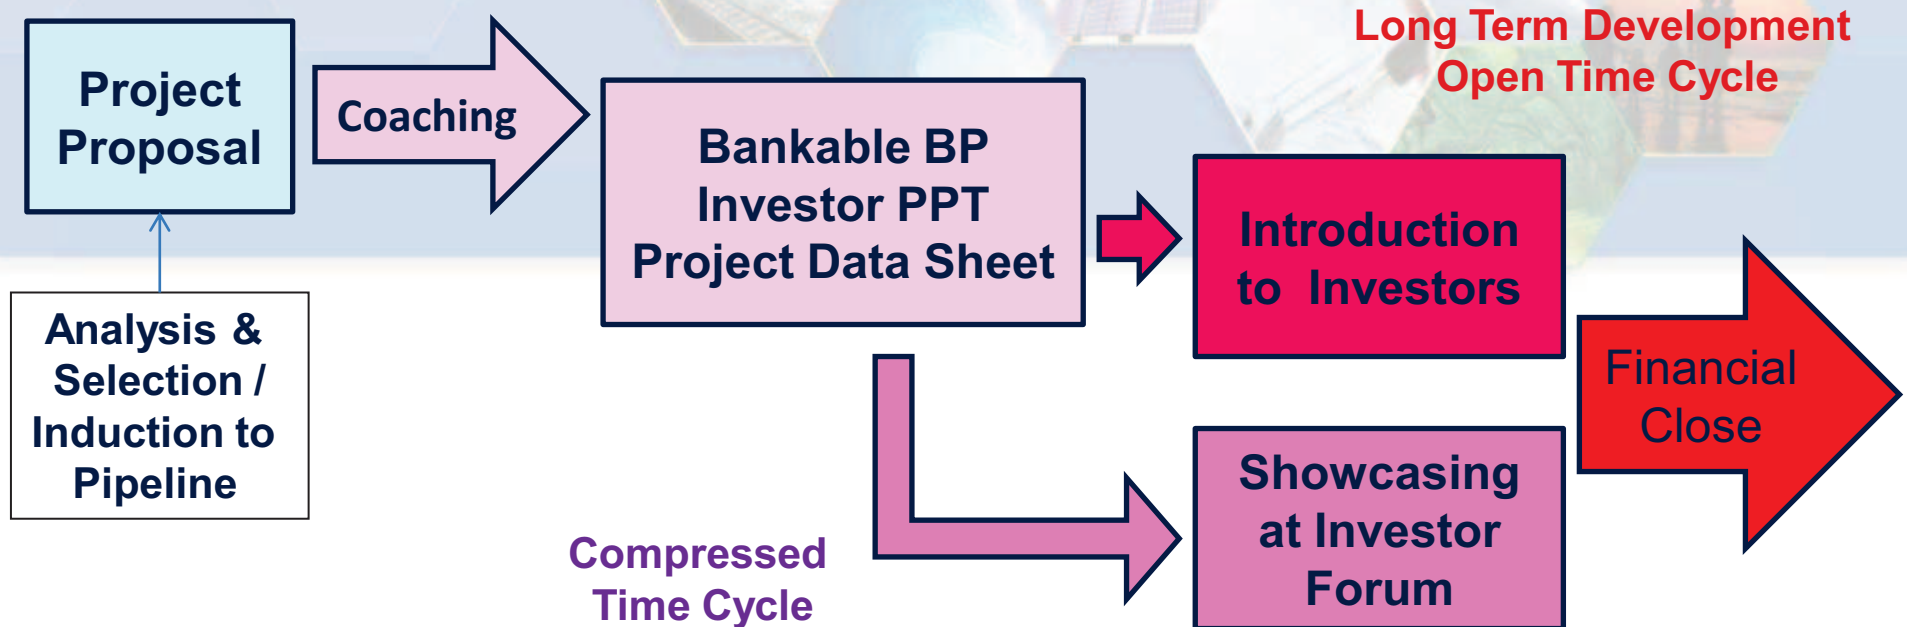 Project
Proposal
Coaching
Bankable BP
Investor PPT
Project Data Sheet
Long Term Development
Open Time Cycle
Introduction
to Investors
Analysis &
Selection /
Induction to
Pipeline
Financial
Close
Showcasing
at Investor
Forum
Compressed
Time Cycle